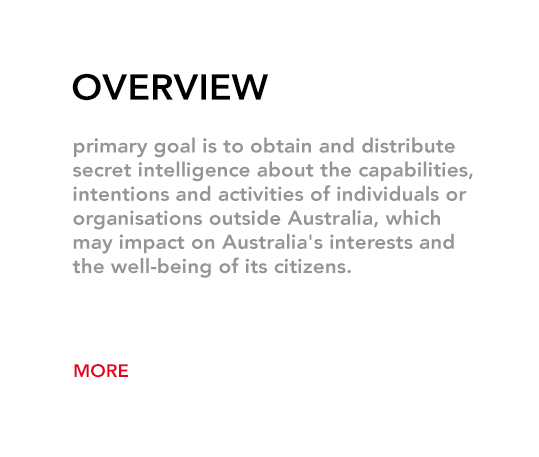 OVERVIEW
primary goal is to obtain and distribute
secret intelligence about the capabilities,
intentions and activities of individuals or
organisations outside Australia, which
may impact on Australia's interests and
the well-being of its citizens.
MORE